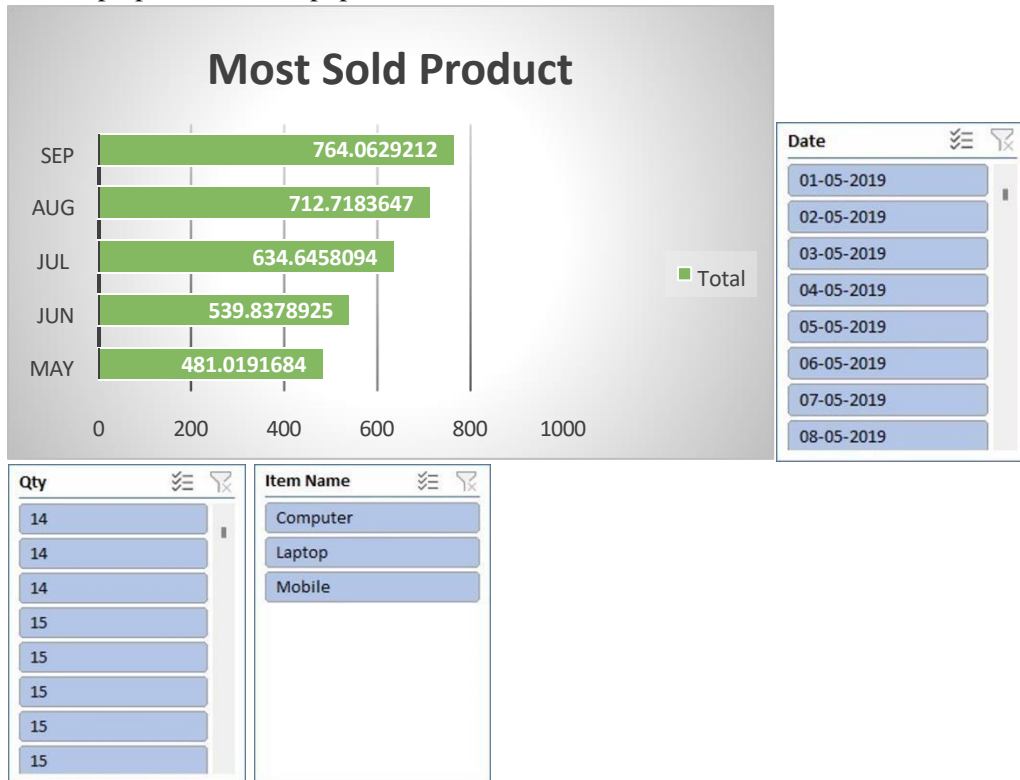 Most Sold Product
SEP 764.0629212
AUG 712.7183647
JUL 634.6458094
JUN 539.8378925
MAY 481.0191684
0 200 400 600 800 1000
Total
Date
01-05-2019
02-05-2019
03-05-2019
04-05-2019
05-05-2019
06-05-2019
07-05-2019
08-05-2019
Qty
14
14
14
15
15
15
15
15
Item Name
Computer
Laptop
Mobile